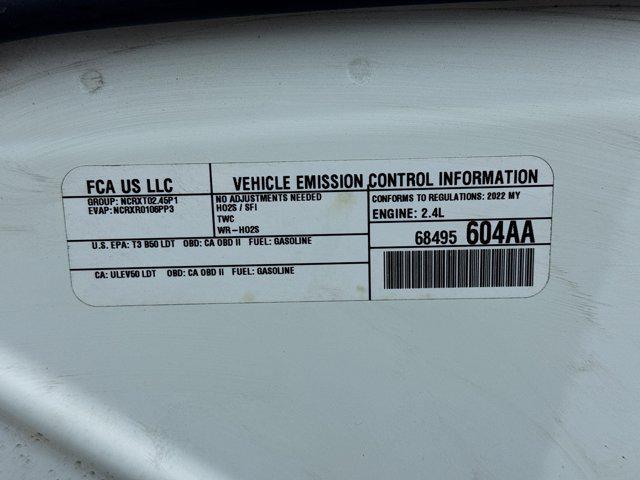 FCA US LLC
GROUP: NCRXT02.45P1
EVAP: NCRXR0106PP3
VEHICLE EMISSION CONTROL INFORMATION
NO ADJUSTMENTS NEEDED
HO2S / SFI
TWC
WR-HO2S
CONFORMS TO REGULATIONS: 2022 MY
ENGINE: 2.4L
U.S. EPA: T3 B50 LDT OBD: CA OBD II FUEL: GASOLINE
CA: ULEV50 LDT OBD: CA OBD II FUEL: GASOLINE
68495 604AA